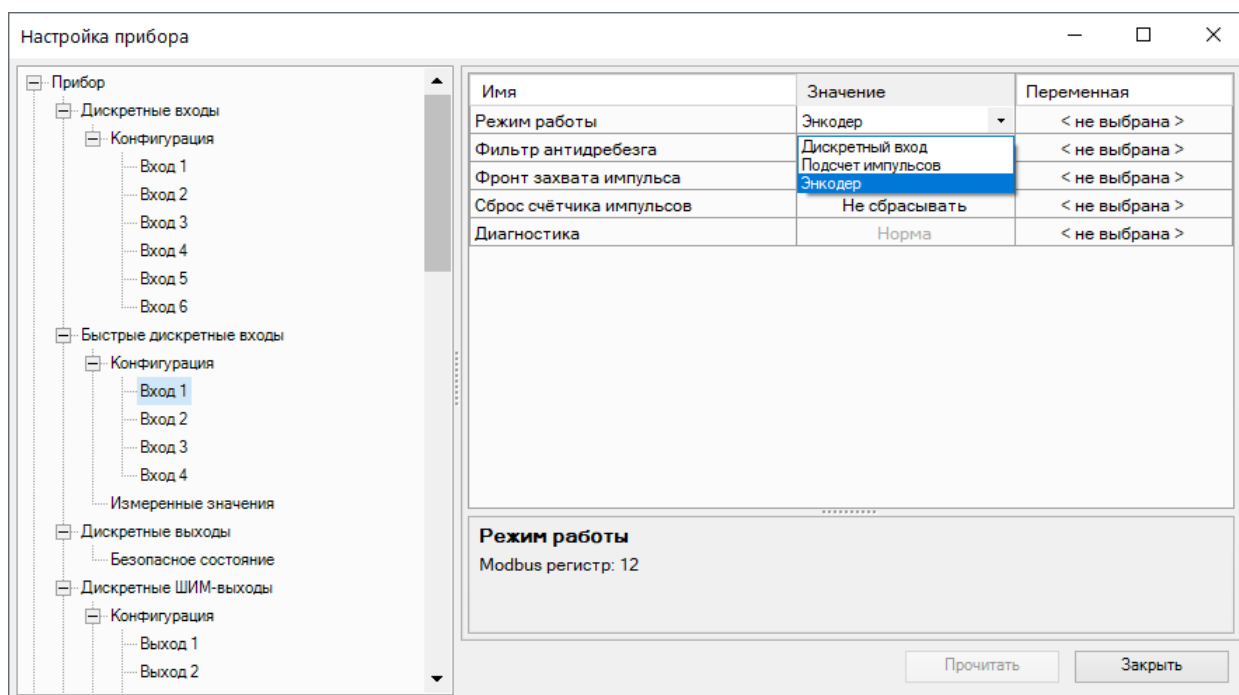 Настройка прибора
Прибор
Дискретные входы
Конфигурация
Вход 1
Вход 2
Вход 3
Вход 4
Вход 5
Вход 6
Быстрые дискретные входы
Конфигурация
Вход 1
Вход 2
Вход 3
Вход 4
Измеренные значения
Дискретные выходы
Безопасное состояние
Дискретные ШИМ-выходы
Конфигурация
Выход 1
Выход 2
Имя Значение Переменная
Режим работы Энкодер < не выбрана >
Фильтр антидребезга < не выбрана >
Фронт захвата импульса < не выбрана >
Дискретный вход
Подсчет импульсов
Энкодер
Сброс счётчика импульсов Не сбрасывать < не выбрана >
Диагностика Норма < не выбрана >
Режим работы
Modbus регистр: 12
Прочитать Закрыть